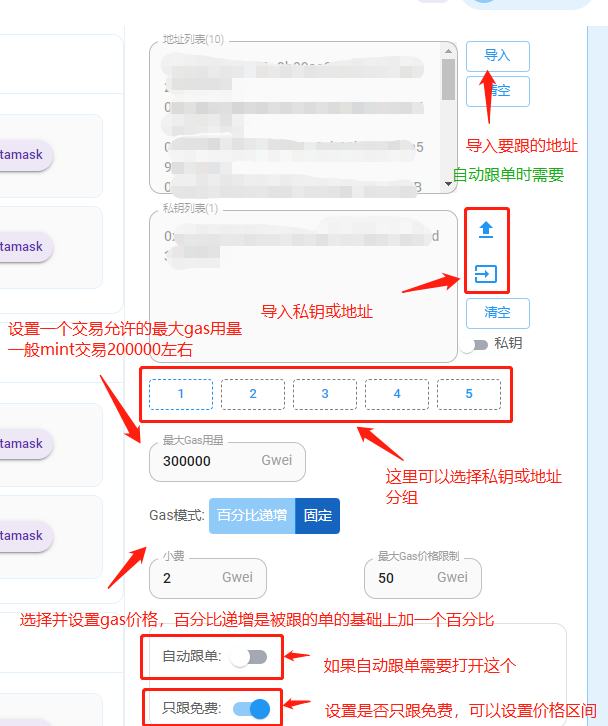 地址列表(10)
导入
清空
导入要跟的地址
自动跟单时需要
tamask
私钥列表(1)
tamask
导入私钥或地址
清空
私钥
设置一个交易允许的最大gas用量
一般mint交易200000左右
1 2 3 4 5
最大Gas用量
300000 Gwei
tamask
这里可以选择私钥或地址
分组
Gas模式: 百分比递增 固定
tamask
小费
2 Gwei
最大Gas价格限制
50 Gwei
选择并设置gas价格，百分比递增是被跟的单的基础上加一个百分比
自动跟单:
如果自动跟单需要打开这个
只跟免费:
设置是否只跟免费，可以设置价格区间
tamask